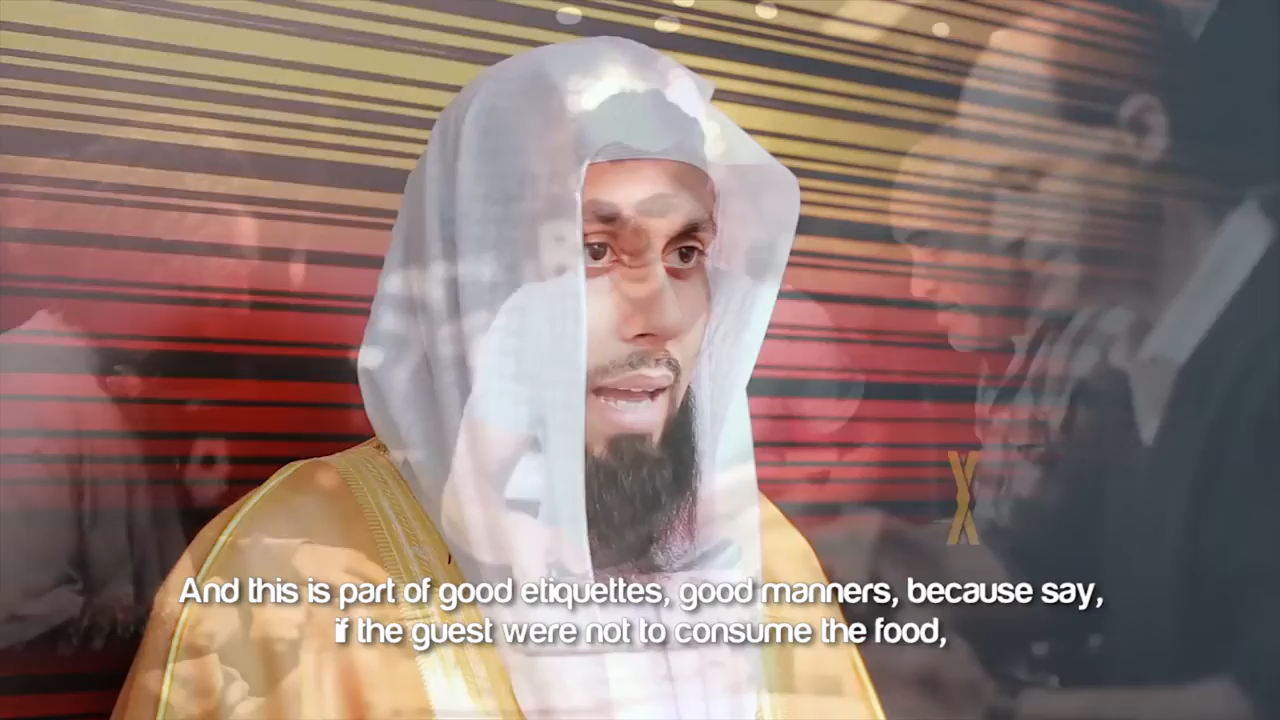 And this is part of good etiquettes, good manners, because say,
if the guest were not to consume the food,